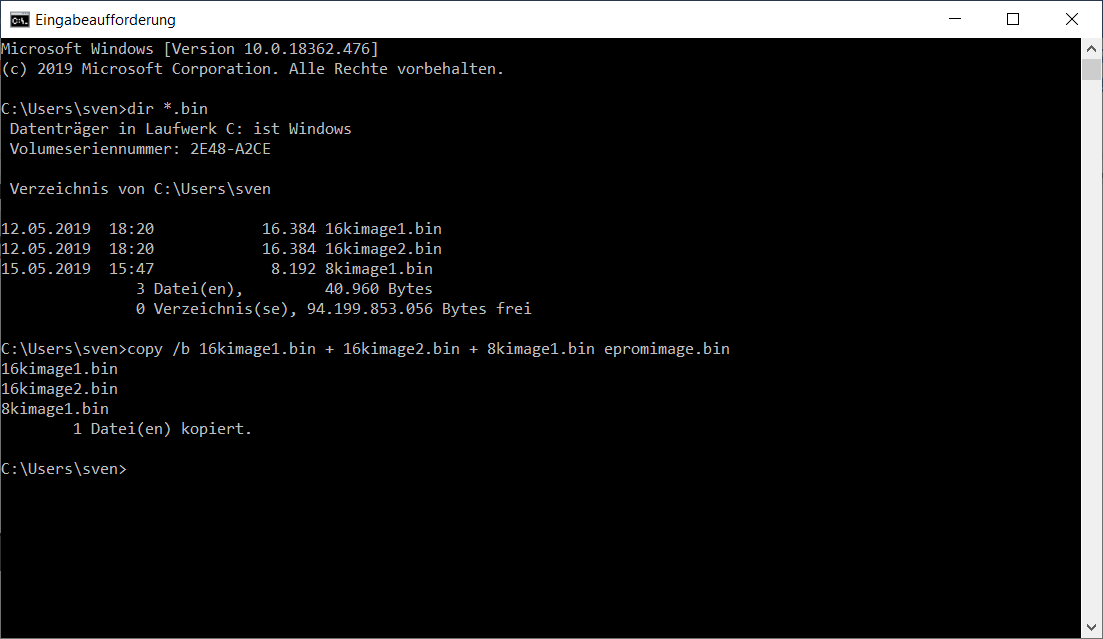 Eingabeaufforderung
Microsoft Windows [Version 10.0.18362.476]
(c) 2019 Microsoft Corporation. Alle Rechte vorbehalten.
C:\Users\sven>dir *.bin
Datenträger in Laufwerk C: ist Windows
Volumeseriennummer: 2E48-A2CE
Verzeichnis von C:\Users\sven
12.05.2019  18:20            16.384 16kimage1.bin
12.05.2019  18:20            16.384 16kimage2.bin
15.05.2019  15:47             8.192 8kimage1.bin
3 Datei(en),         40.960 Bytes
0 Verzeichnis(se), 94.199.853.056 Bytes frei
C:\Users\sven>copy /b 16kimage1.bin + 16kimage2.bin + 8kimage1.bin epromimage.bin
16kimage1.bin
16kimage2.bin
8kimage1.bin
1 Datei(en) kopiert.
C:\Users\sven>